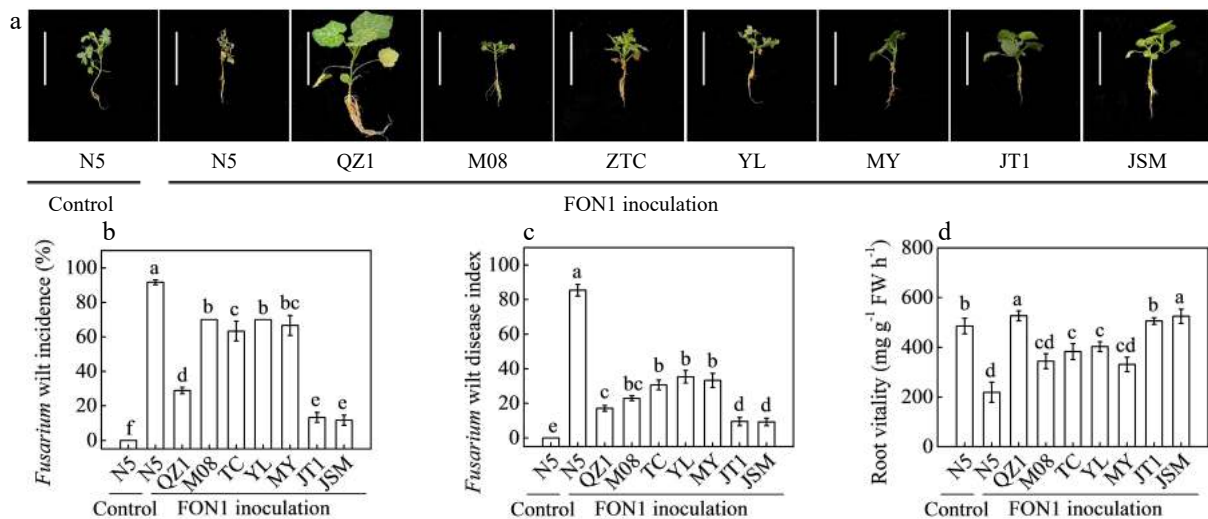 a
N5 N5 QZ1 M08 ZTC YL MY JT1 JSM
Control FON1 inoculation
b
Fusarium wilt incidence (%)
100
80
60
40
20
0
f a d b c b bc e e
N5 N5 QZ1 M08 TC YL MY JT1 JSM
Control FON1 inoculation
c
Fusarium wilt disease index
100
80
60
40
20
0
e a c bc b b b d d
N5 N5 QZ1 M08 TC YL MY JT1 JSM
Control FON1 inoculation
d
Root vitality (mg g⁻¹ FW h⁻¹)
800
600
400
200
0
b d a cd c c cd b a
N5 N5 QZ1 M08 TC YL MY JT1 JSM
Control FON1 inoculation